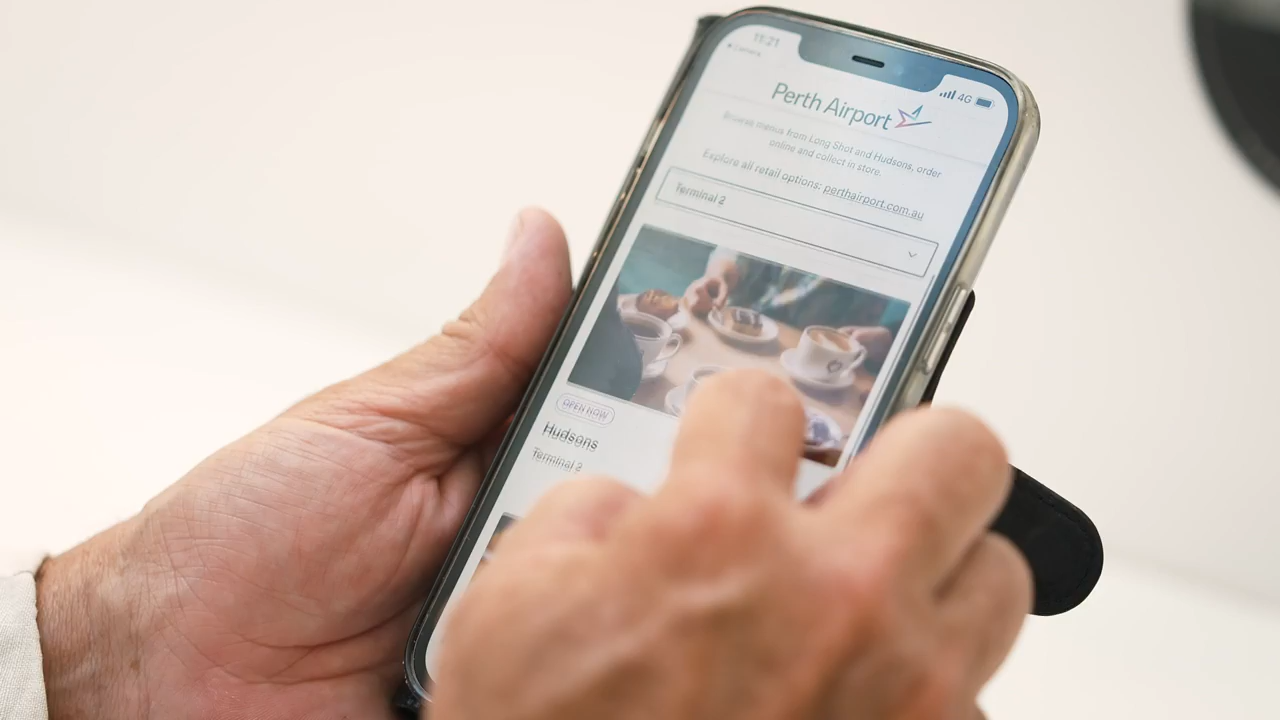 11:21
Camera
4G
Perth Airport
Browse menus from Long Shot and Hudsons, order
online and collect in store.
Explore all retail options: perthairport.com.au
Terminal 2
OPEN NOW
Hudsons
Terminal 2